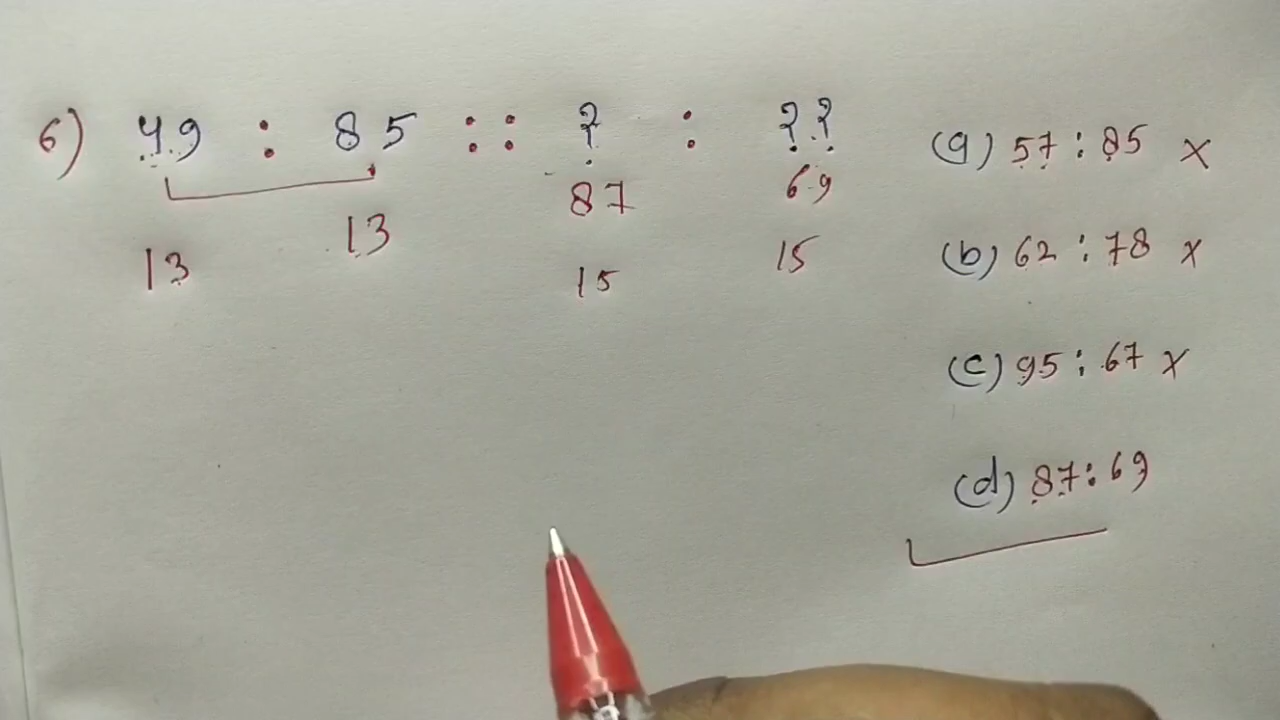 6) 49 : 85 :: ? : ??
87 69
13 13 15 15
(a) 57 : 85 x
(b) 62 : 78 x
(c) 95 : 67 x
(d) 87 : 69